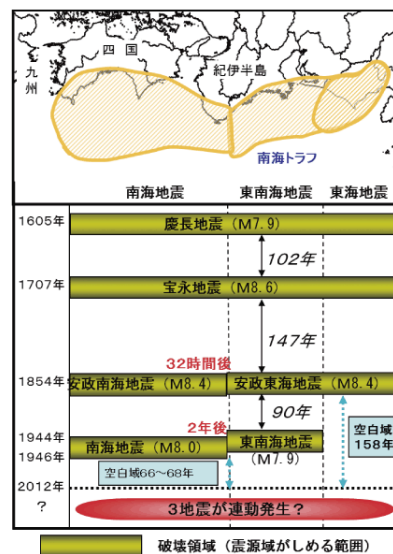 四国
九州
紀伊半島
南海トラフ
南海地震 東南海地震 東海地震
1605年
慶長地震（M7.9）
102年
1707年
宝永地震（M8.6）
147年
32時間後
1854年
安政南海地震（M8.4）
安政東海地震（M8.4）
90年
2年後
空白域
158年
1944年
1946年
南海地震（M8.0）
東南海地震
（M7.9）
空白域66～68年
2012年
？
3地震が連動発生？
破壊領域（震源域がしめる範囲）